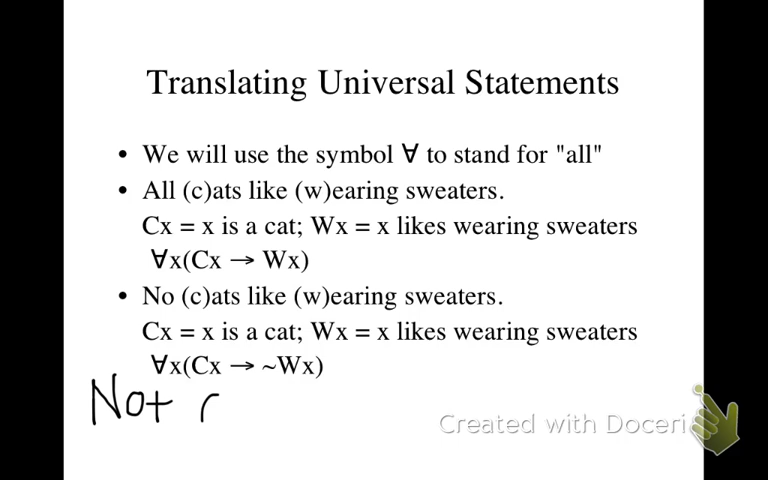 Translating Universal Statements
• We will use the symbol ∀ to stand for "all"
• All (c)ats like (w)earing sweaters.
Cx = x is a cat; Wx = x likes wearing sweaters
∀x(Cx → Wx)
• No (c)ats like (w)earing sweaters.
Cx = x is a cat; Wx = x likes wearing sweaters
∀x(Cx → ~Wx)
Not
Created with Doceri